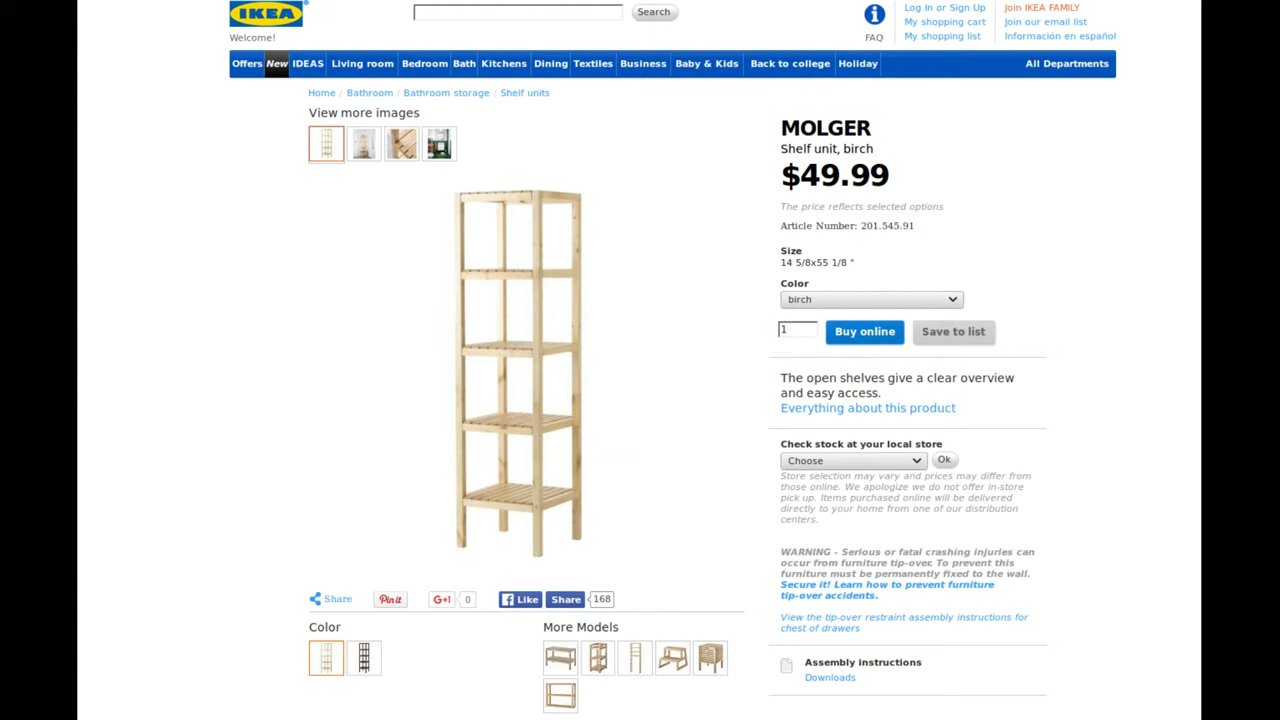 IKEA
®
Welcome!
Search
FAQ
Log In or Sign Up
My shopping cart
My shopping list
Join IKEA FAMILY
Join our email list
Información en español
Offers New IDEAS Living room Bedroom Bath Kitchens Dining Textiles Business Baby & Kids Back to college Holiday All Departments
Home / Bathroom / Bathroom storage / Shelf units
View more images
MOLGER
Shelf unit, birch
$49.99
The price reflects selected options
Article Number: 201.545.91
Size
14 5/8x55 1/8 "
Color
birch
1 Buy online Save to list
The open shelves give a clear overview
and easy access.
Everything about this product
Check stock at your local store
Choose Ok
Store selection may vary and prices may differ from
those online. We apologize we do not offer in-store
pick up. Items purchased online will be delivered
directly to your home from one of our distribution
centers.
WARNING - Serious or fatal crashing injuries can
occur from furniture tip-over. To prevent this
furniture must be permanently fixed to the wall.
Secure it! Learn how to prevent furniture
tip-over accidents.
View the tip-over restraint assembly instructions for
chest of drawers
Assembly instructions
Downloads
Share Pin it G+1 0 Like Share 168
Color
More Models